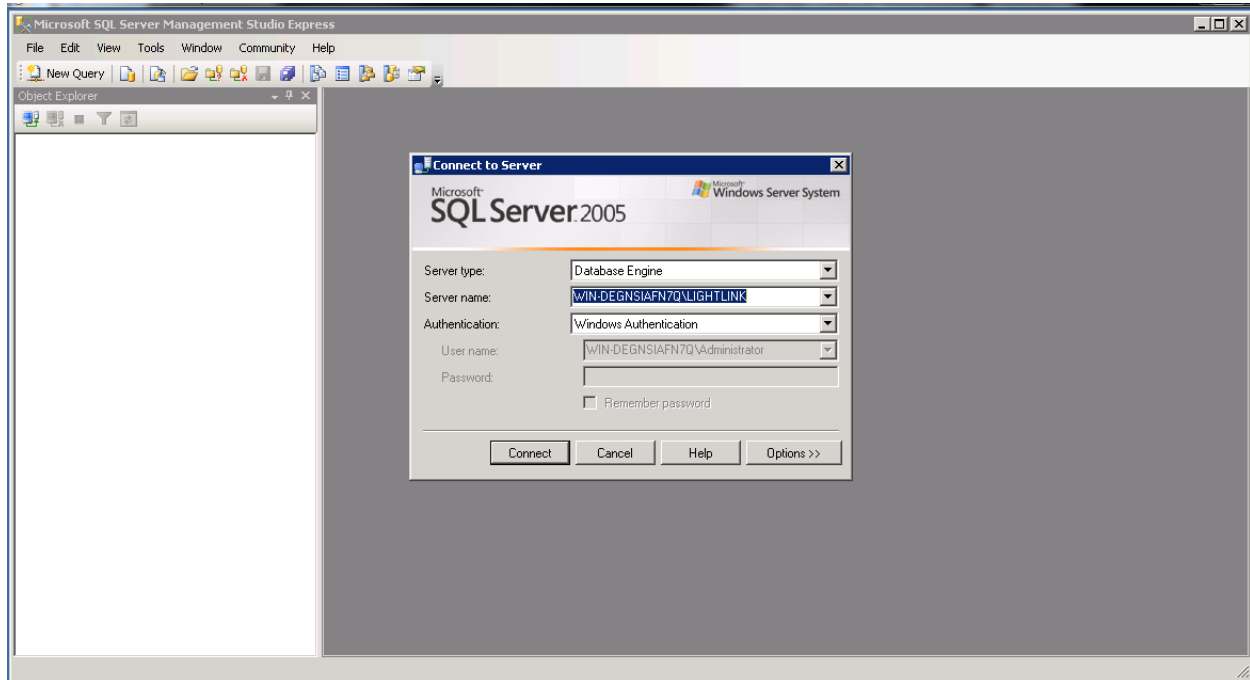 Microsoft SQL Server Management Studio Express
File Edit View Tools Window Community Help
New Query
Object Explorer
Connect to Server
Microsoft
SQL Server 2005
Microsoft
Windows Server System
Server type: Database Engine
Server name: WIN-DEGNSIAFN7Q\LIGHTLINK
Authentication: Windows Authentication
User name: WIN-DEGNSIAFN7Q\Administrator
Password:
Remember password
Connect Cancel Help Options >>